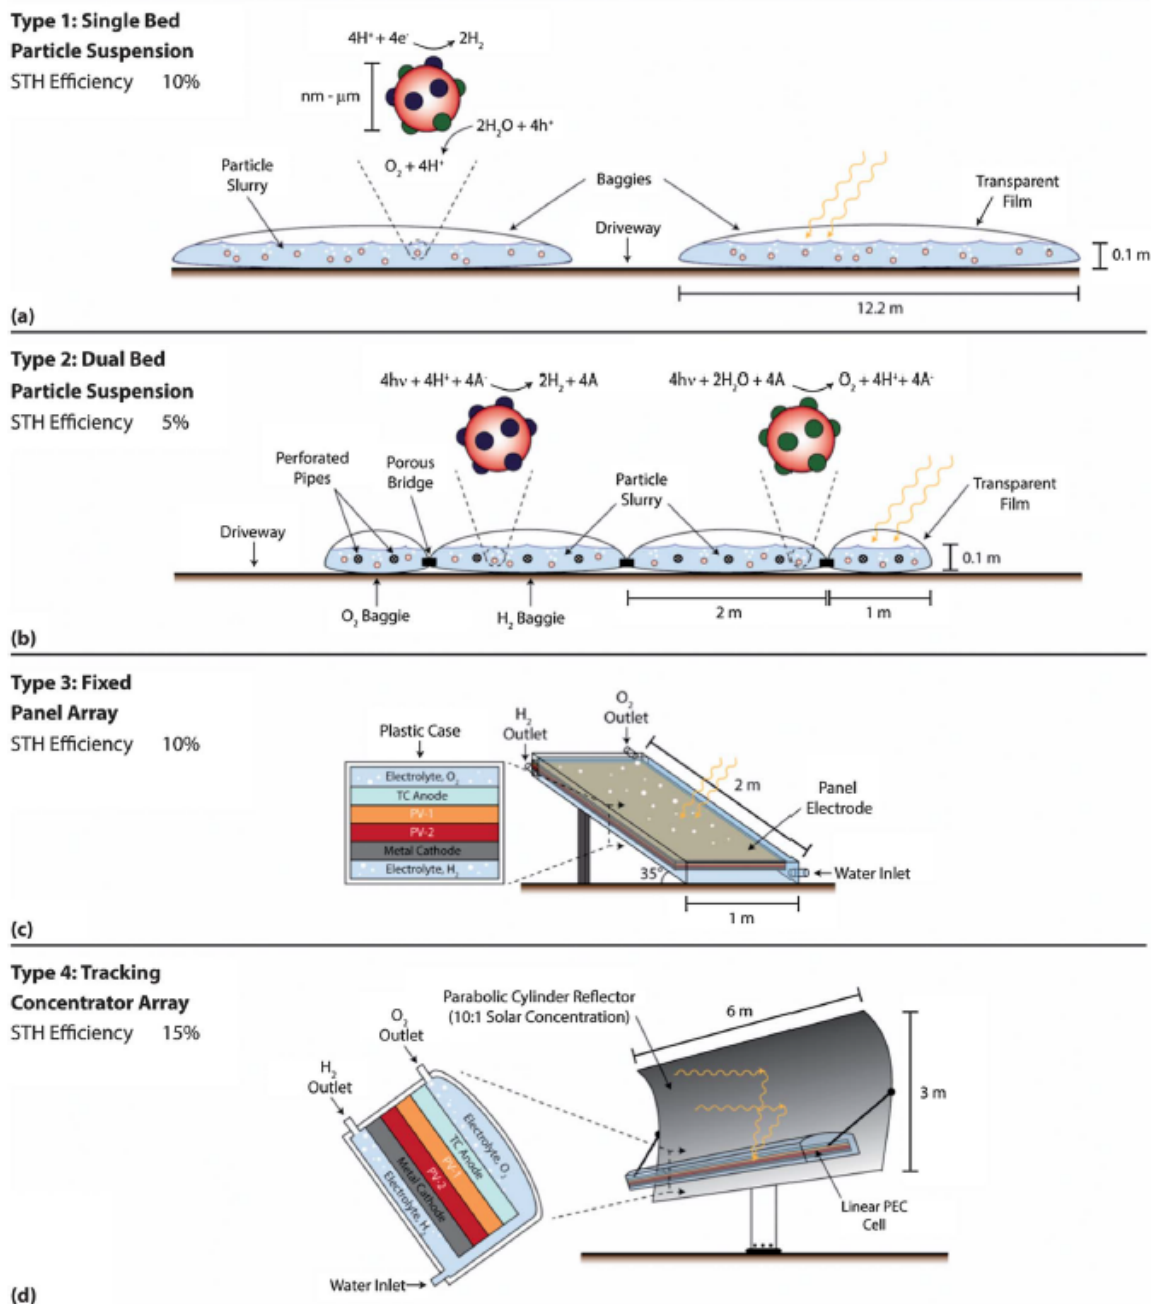 Type 1: Single Bed
Particle Suspension
STH Efficiency 10%
4H⁺ + 4e⁻ 2H₂
nm - μm
2H₂O + 4h⁺
O₂ + 4H⁺
Particle
Slurry
Baggies
Driveway
Transparent
Film
0.1 m
12.2 m
(a)
Type 2: Dual Bed
Particle Suspension
STH Efficiency 5%
4hν + 4H⁺ + 4A⁻ 2H₂ + 4A
4hν + 2H₂O + 4A O₂ + 4H⁺ + 4A⁻
Perforated
Pipes
Porous
Bridge
Particle
Slurry
Transparent
Film
Driveway
0.1 m
2 m
1 m
O₂ Baggie
H₂ Baggie
(b)
Type 3: Fixed
Panel Array
STH Efficiency 10%
Plastic Case
H₂
Outlet
O₂
Outlet
Electrolyte, O₂
TC Anode
PV-1
PV-2
Metal Cathode
Electrolyte, H₂
2 m
Panel
Electrode
35°
Water Inlet
1 m
(c)
Type 4: Tracking
Concentrator Array
STH Efficiency 15%
Parabolic Cylinder Reflector
(10:1 Solar Concentration)
6 m
O₂
Outlet
H₂
Outlet
3 m
Electrolyte, O₂
TC Anode
PV-1
PV-2
Metal Cathode
Electrolyte, H₂
Linear PEC
Cell
Water Inlet
(d)